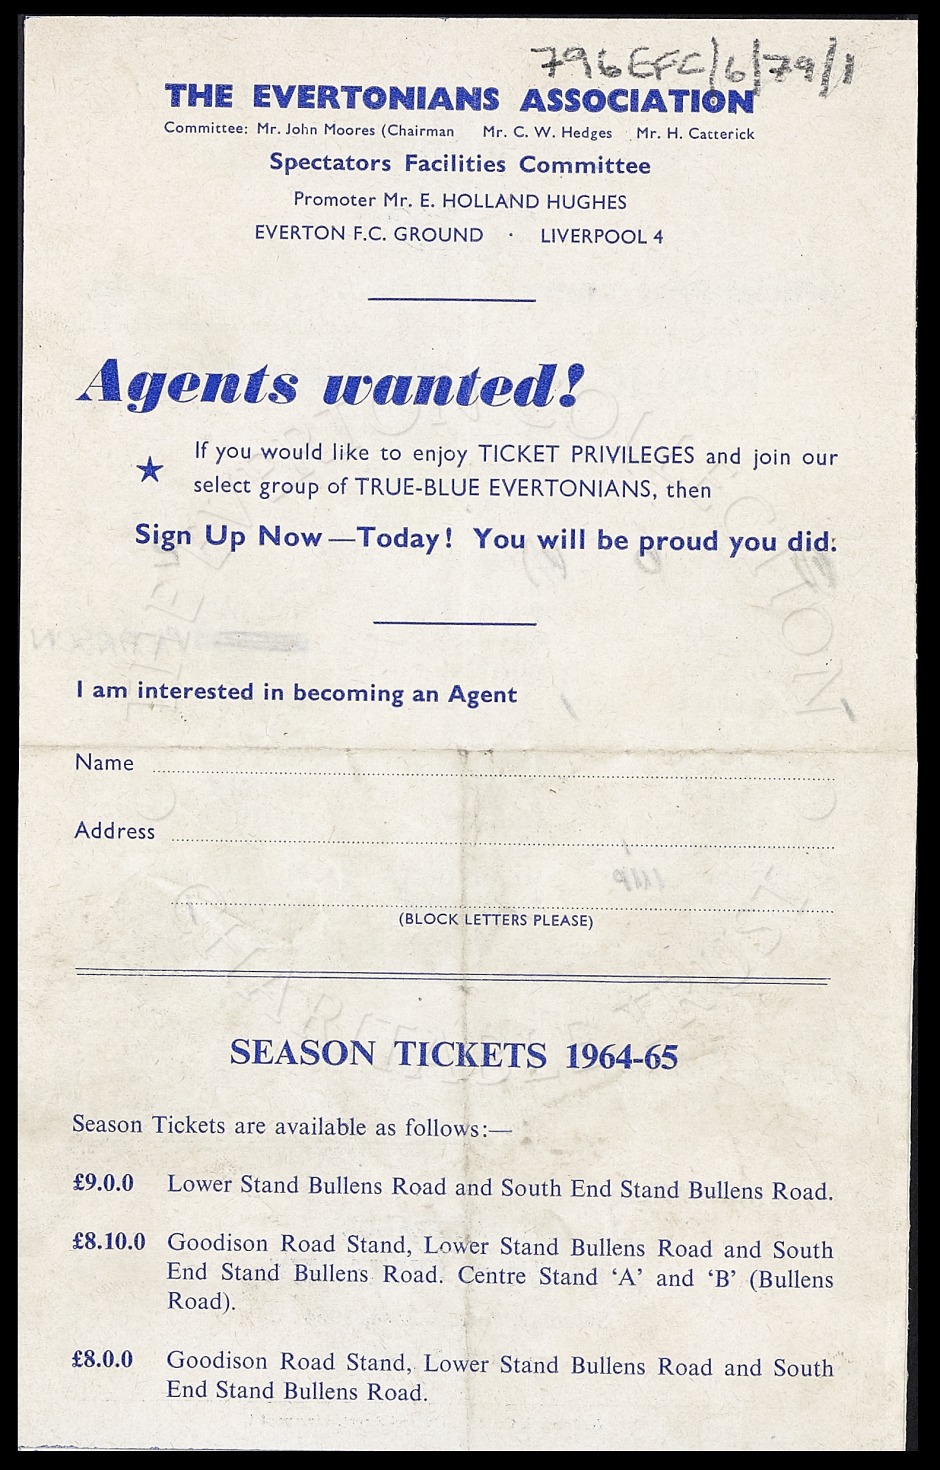 796EFC/6/79/1
THE EVERTONIANS ASSOCIATION
Committee: Mr. John Moores (Chairman Mr. C. W. Hedges Mr. H. Catterick
Spectators Facilities Committee
Promoter Mr. E. HOLLAND HUGHES
EVERTON F.C. GROUND · LIVERPOOL 4
Agents wanted!
★ If you would like to enjoy TICKET PRIVILEGES and join our
select group of TRUE-BLUE EVERTONIANS, then
Sign Up Now—Today! You will be proud you did.
I am interested in becoming an Agent
Name
Address
(BLOCK LETTERS PLEASE)
SEASON TICKETS 1964-65
Season Tickets are available as follows:—
£9.0.0 Lower Stand Bullens Road and South End Stand Bullens Road.
£8.10.0 Goodison Road Stand, Lower Stand Bullens Road and South
End Stand Bullens Road. Centre Stand ‘A’ and ‘B’ (Bullens
Road).
£8.0.0 Goodison Road Stand, Lower Stand Bullens Road and South
End Stand Bullens Road.